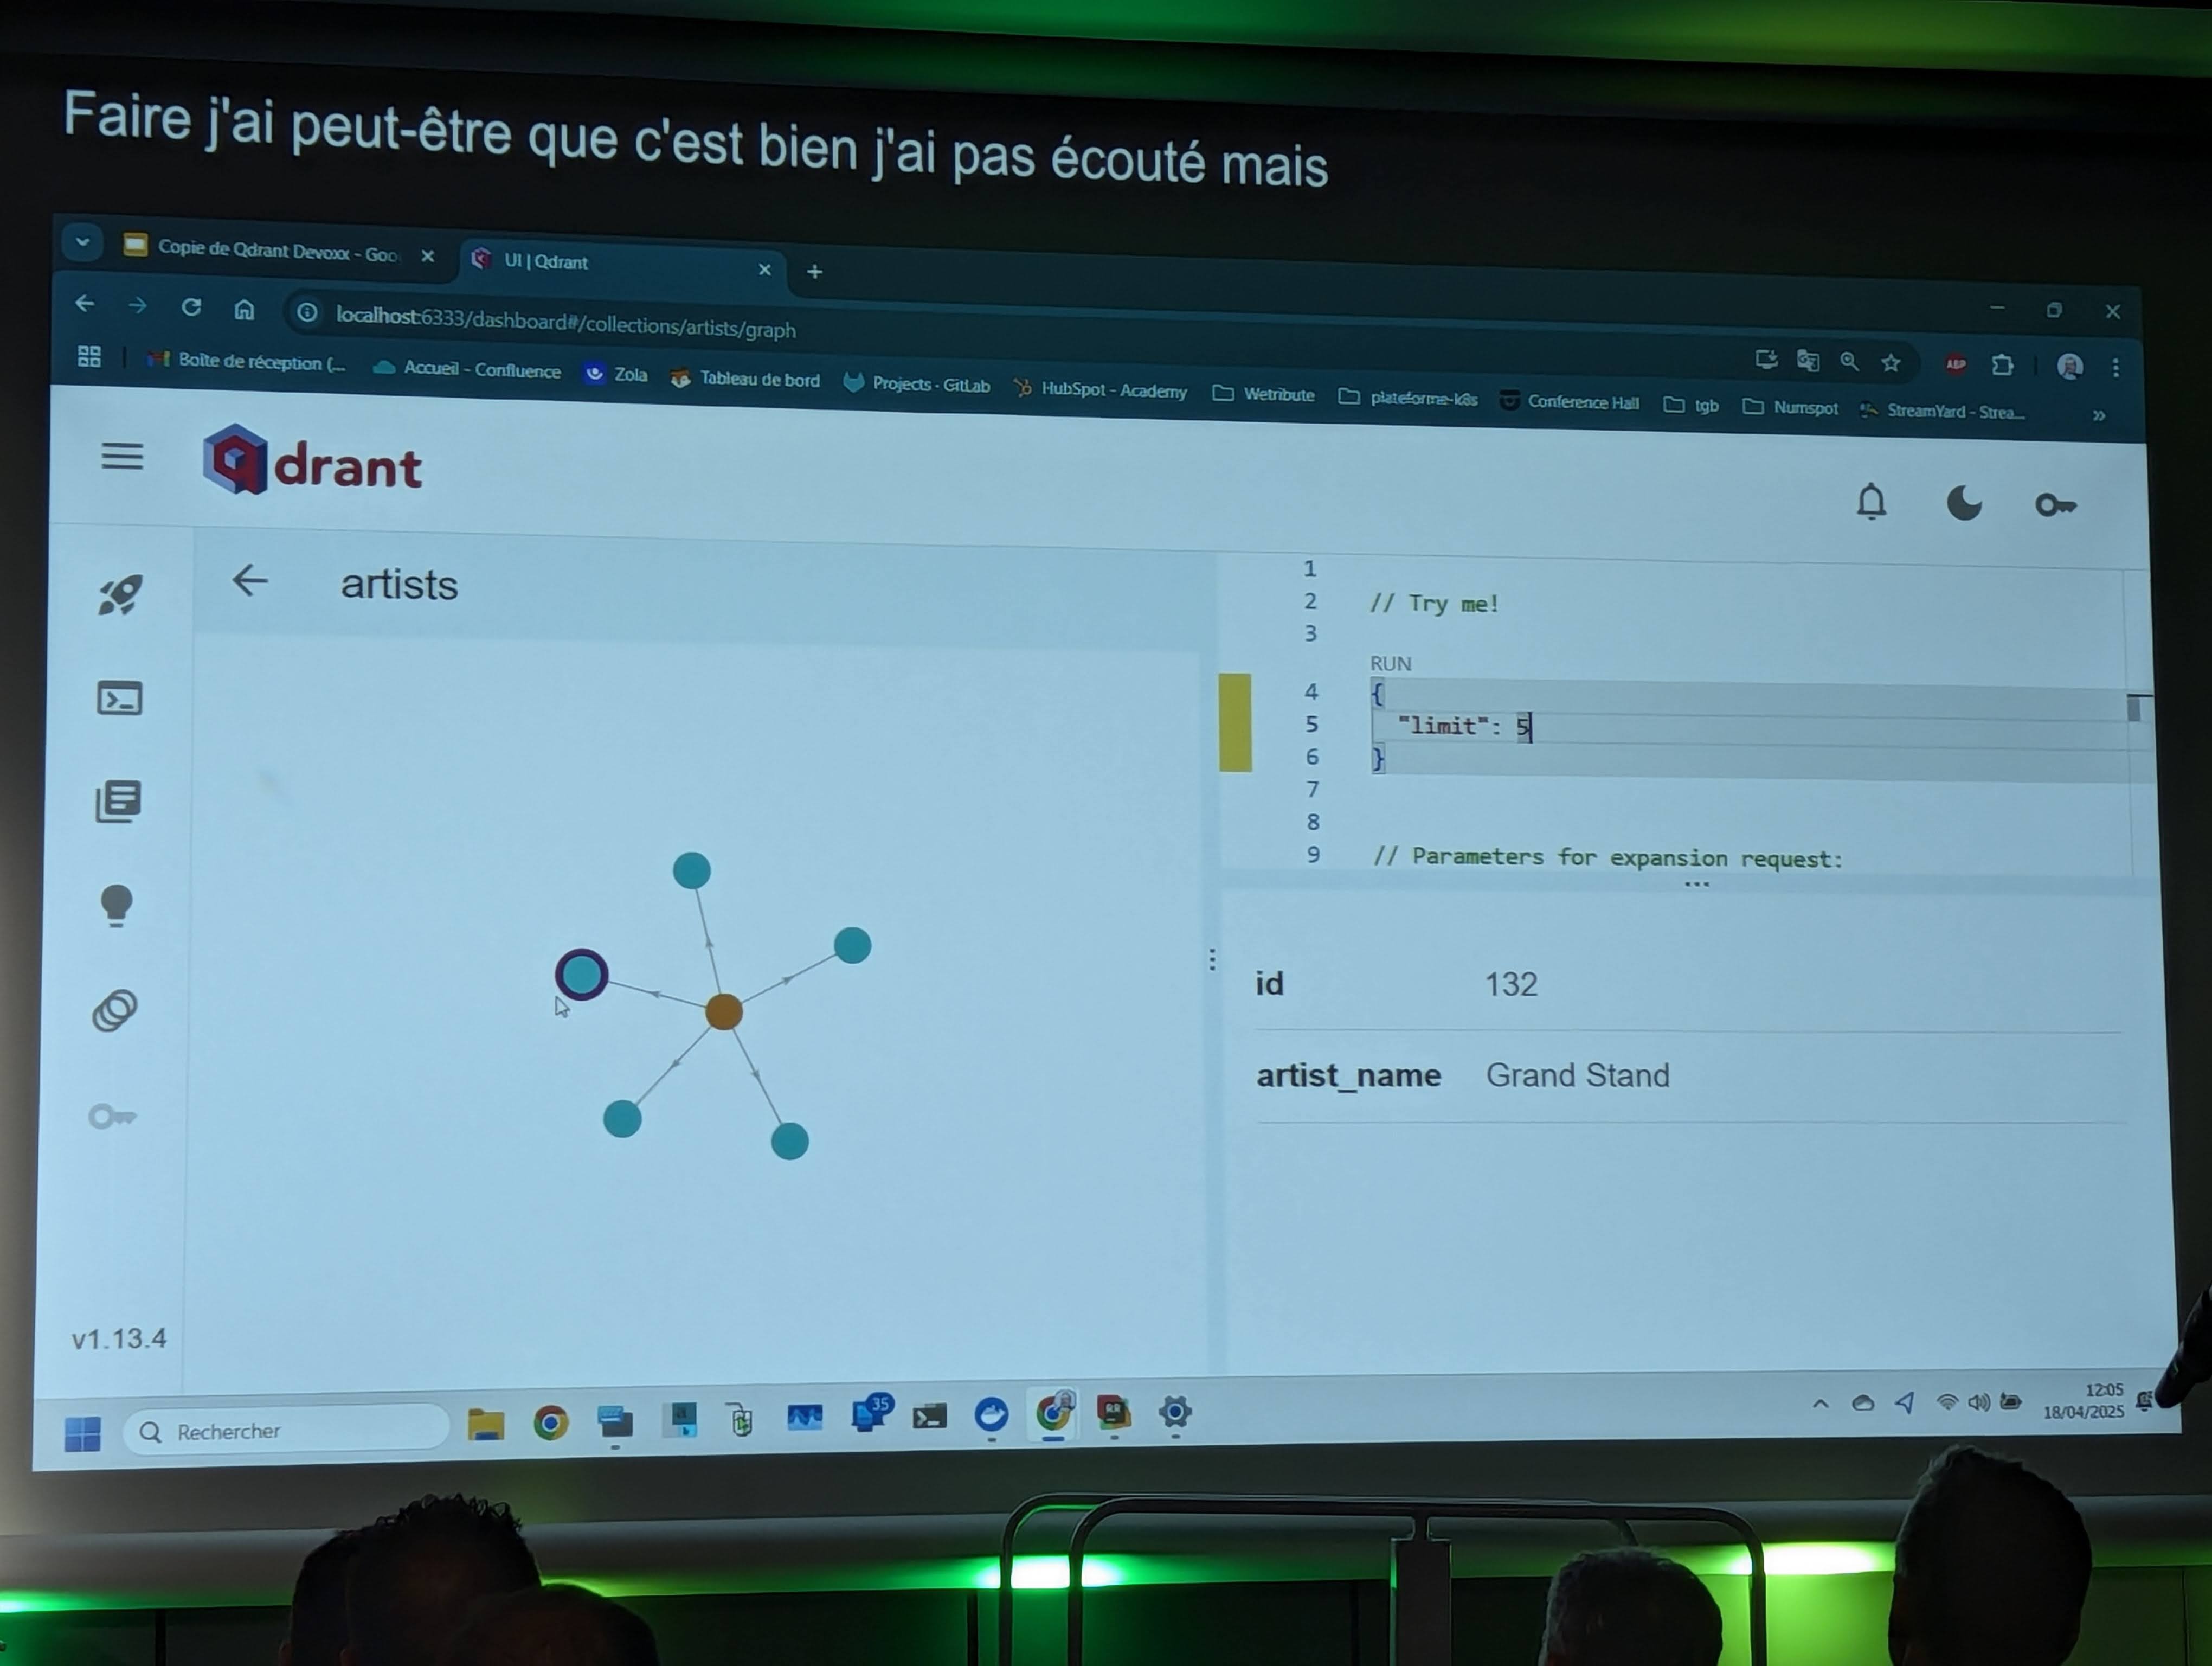 Faire j'ai peut-être que c'est bien j'ai pas écouté mais
Copie de Qdrant Devoxx - Goo
UI | Qdrant
localhost:6333/dashboard#/collections/artists/graph
ABP
Boîte de réception (...
Accueil - Confluence
Zola
Tableau de bord
Projects · GitLab
HubSpot - Academy
Wetribute
plateforme-k8s
Conference Hall
tgb
Numspot
StreamYard - Strea...
qdrant
artists
1
2 // Try me!
3
RUN
4 {
5 "limit": 5
6 }
7
8
9 // Parameters for expansion request:
id 132
artist_name Grand Stand
v1.13.4
Rechercher
35
RR
12:05
18/04/2025